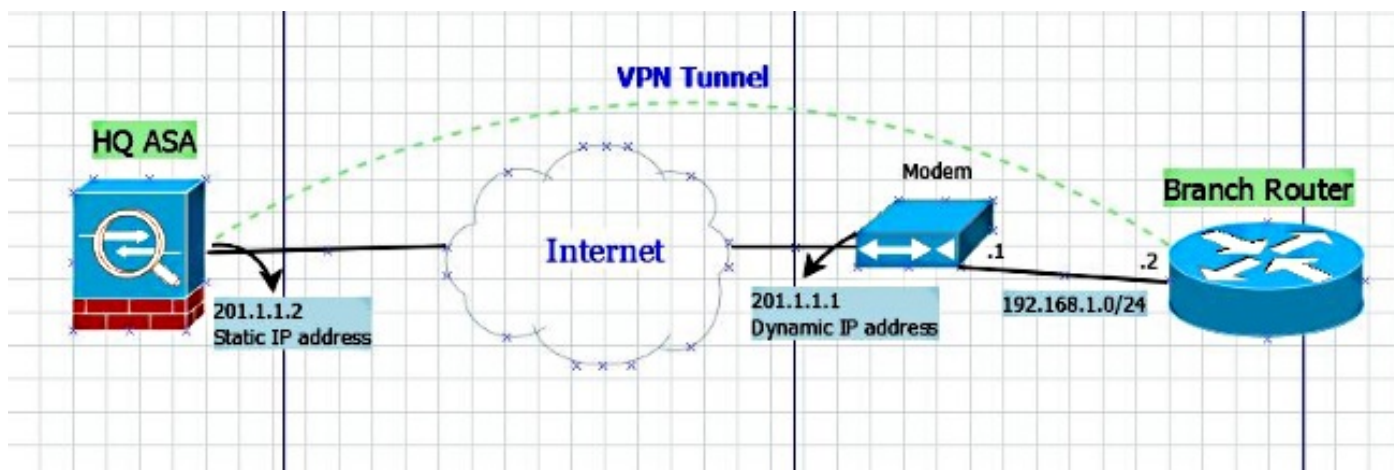 VPN Tunnel
HQ ASA
Modem
Branch Router
Internet
.1
.2
201.1.1.2
Static IP address
201.1.1.1
Dynamic IP address
192.168.1.0/24